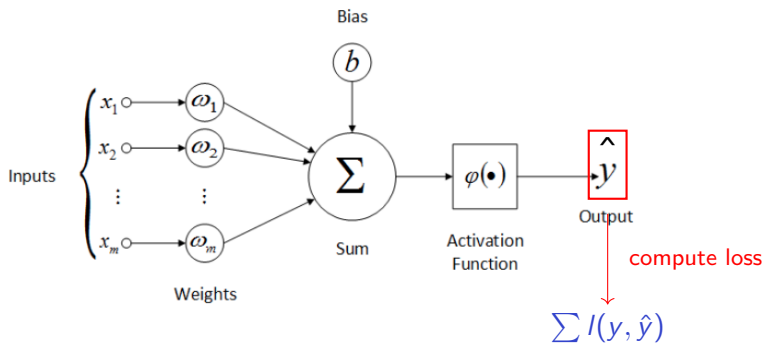 Bias
b
x₁ ω₁
x₂ ω₂
Inputs
⋮ ⋮
xₘ ωₘ
Weights
Σ
Sum
φ(•)
Activation
Function
ŷ
Output
compute loss
∑ l(y, ŷ)